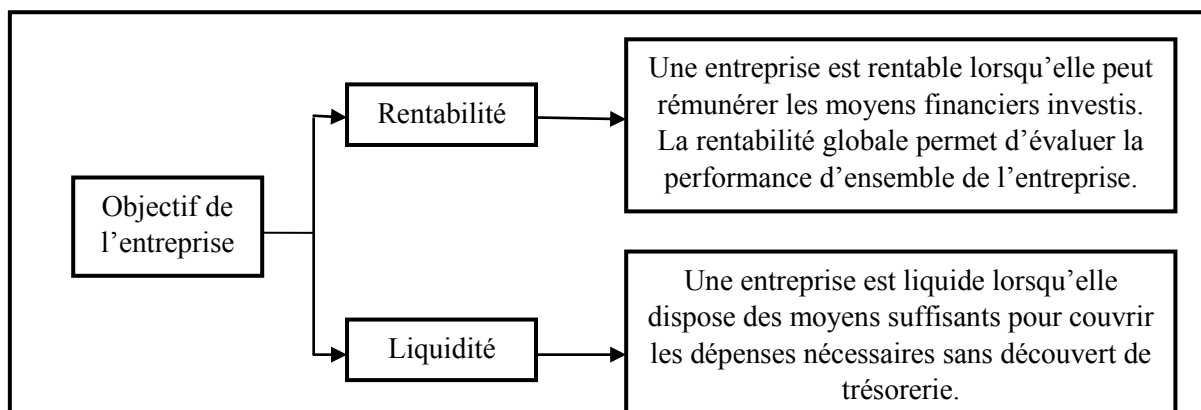 Objectif de
l’entreprise
Rentabilité
Une entreprise est rentable lorsqu’elle peut
rémunérer les moyens financiers investis.
La rentabilité globale permet d’évaluer la
performance d’ensemble de l’entreprise.
Liquidité
Une entreprise est liquide lorsqu’elle
dispose des moyens suffisants pour couvrir
les dépenses nécessaires sans découvert de
trésorerie.